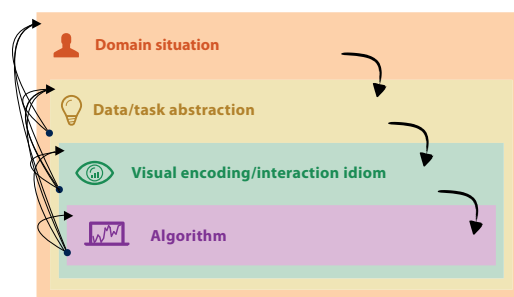 Domain situation
Data/task abstraction
Visual encoding/interaction idiom
Algorithm